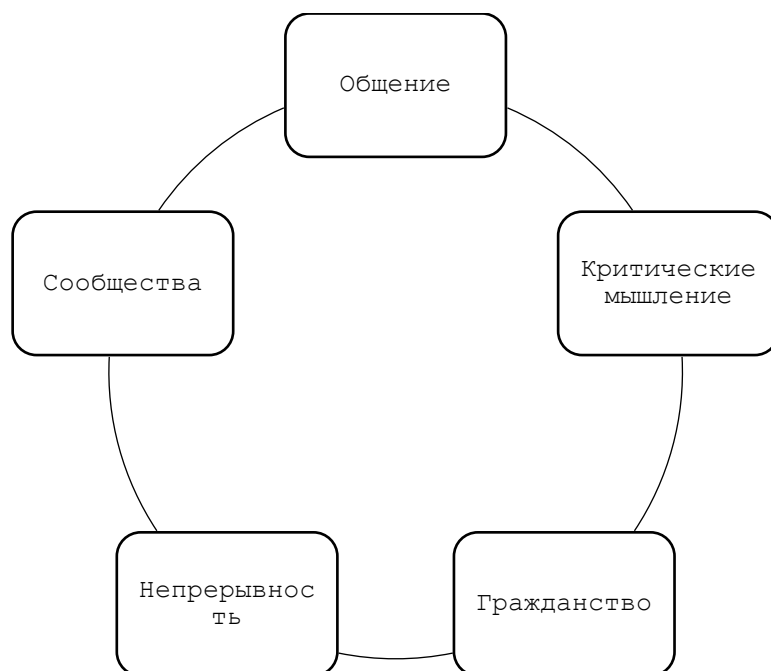 Общение
Сообщества
Критические
мышление
Непрерывнос
ть
Гражданство